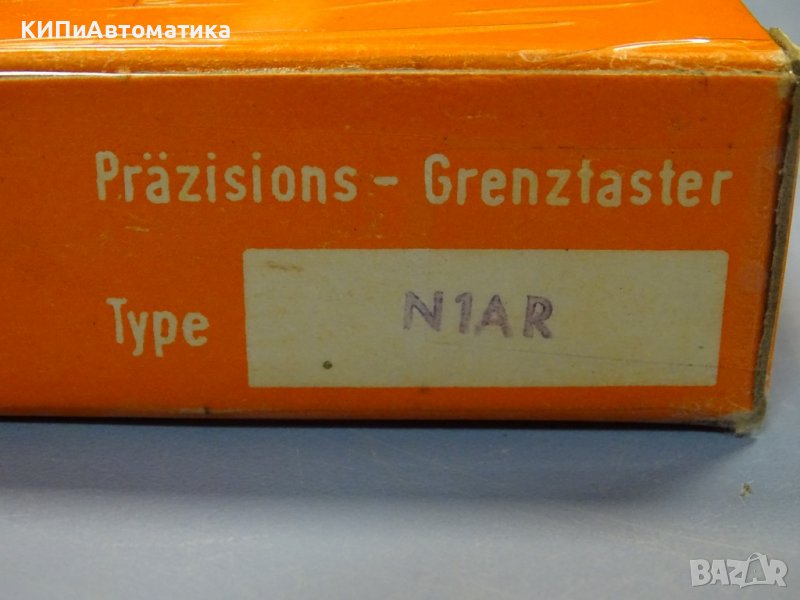 КИПиАвтоматика
Präzisions - Grenztaster
Type N1AR
BAZAR